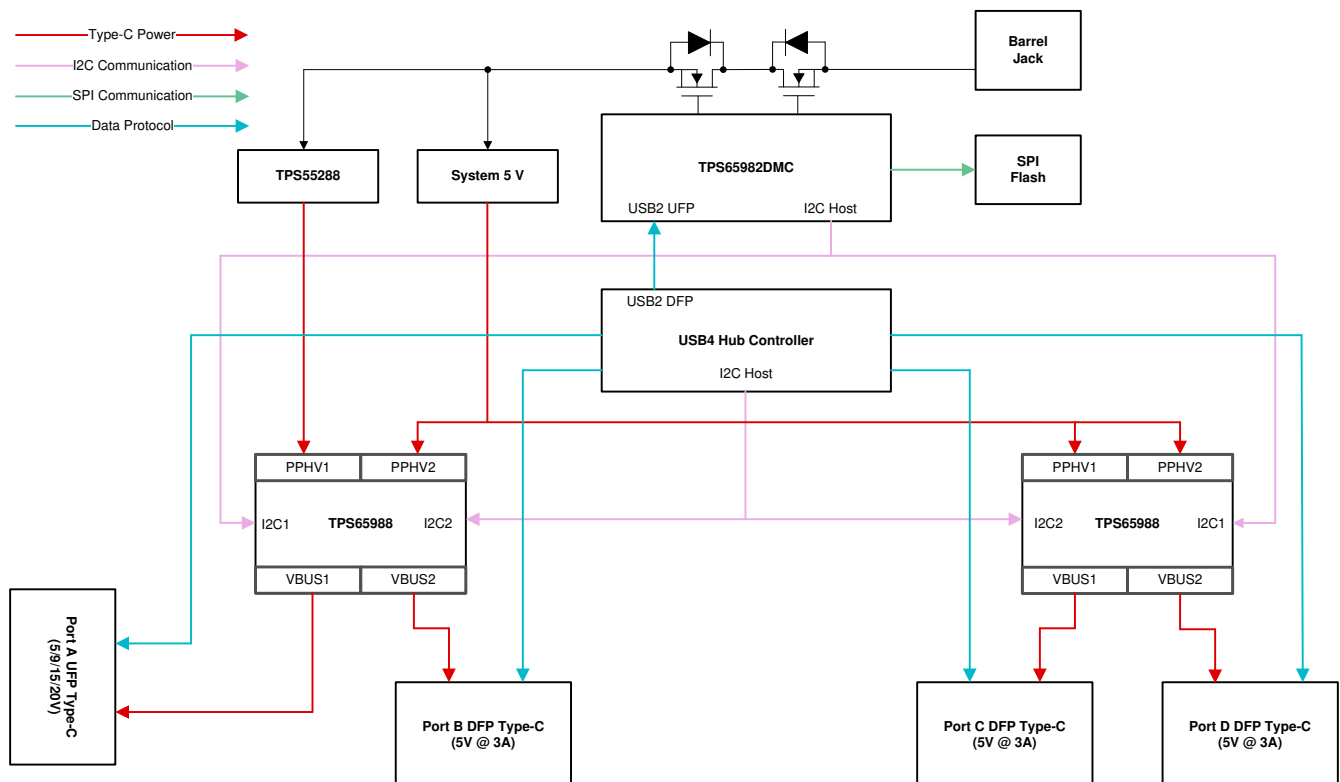 Type-C Power
I2C Communication
SPI Communication
Data Protocol
Barrel
Jack
TPS55288
System 5 V
TPS65982DMC
SPI
Flash
USB2 UFP
I2C Host
USB2 DFP
USB4 Hub Controller
I2C Host
PPHV1
PPHV2
PPHV1
PPHV2
I2C1
TPS65988
I2C2
I2C2
TPS65988
I2C1
VBUS1
VBUS2
VBUS1
VBUS2
Port A UFP Type-C
(5/9/15/20V)
Port B DFP Type-C
(5V @ 3A)
Port C DFP Type-C
(5V @ 3A)
Port D DFP Type-C
(5V @ 3A)